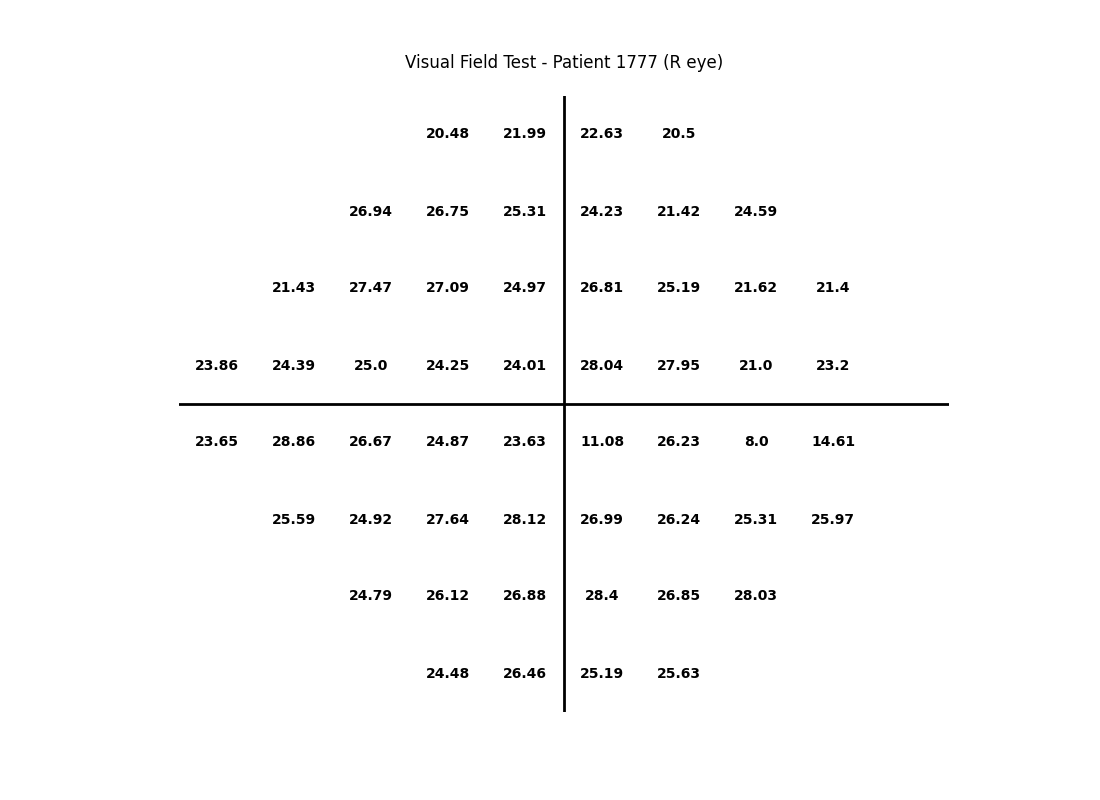 Visual Field Test - Patient 1777 (R eye)
20.48 21.99 22.63 20.5
26.94 26.75 25.31 24.23 21.42 24.59
21.43 27.47 27.09 24.97 26.81 25.19 21.62 21.4
23.86 24.39 25.0 24.25 24.01 28.04 27.95 21.0 23.2
23.65 28.86 26.67 24.87 23.63 11.08 26.23 8.0 14.61
25.59 24.92 27.64 28.12 26.99 26.24 25.31 25.97
24.79 26.12 26.88 28.4 26.85 28.03
24.48 26.46 25.19 25.63